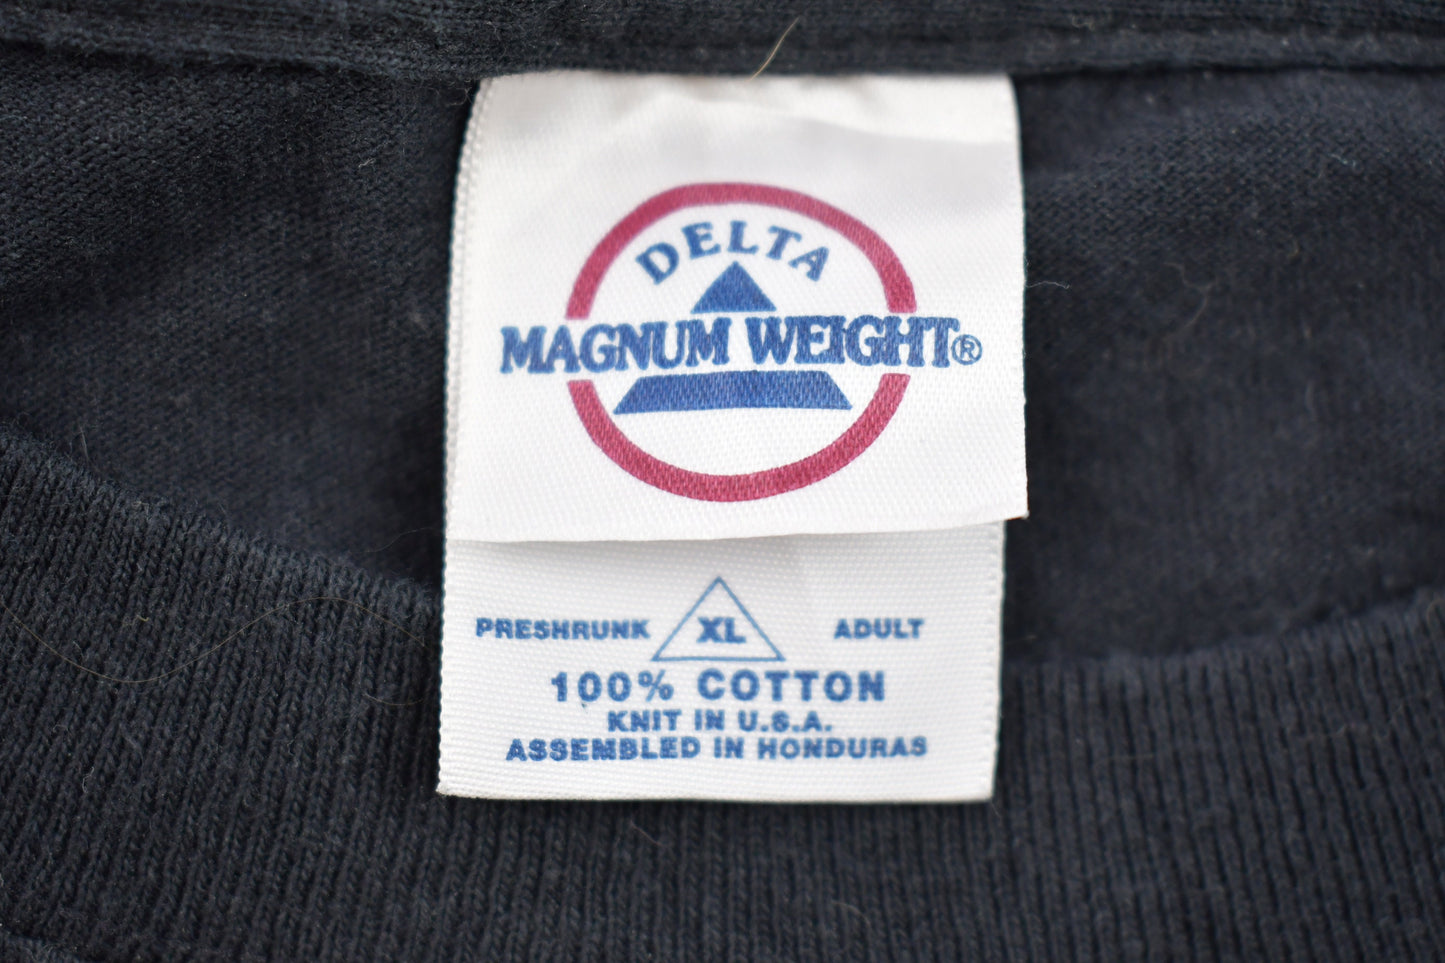 DELTA
MAGNUM WEIGHT®
PRESHRUNK XL ADULT
100% COTTON
KNIT IN U.S.A.
ASSEMBLED IN HONDURAS